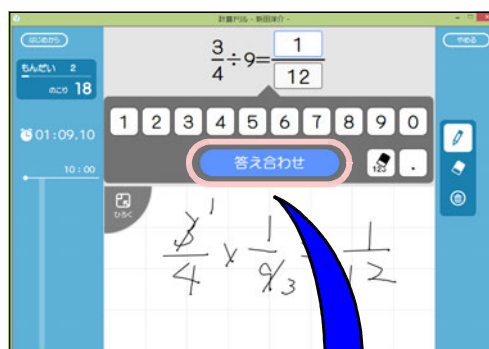 計算ドリル - 新田洋介 -
はじめから
やめる
もんだい 2
のこり 18
3/4÷9=1/12
01:09.10
1 2 3 4 5 6 7 8 9 0
答え合わせ
123
.
10:00
ひろく
3/4 × 1/9 = 1/12
1
3